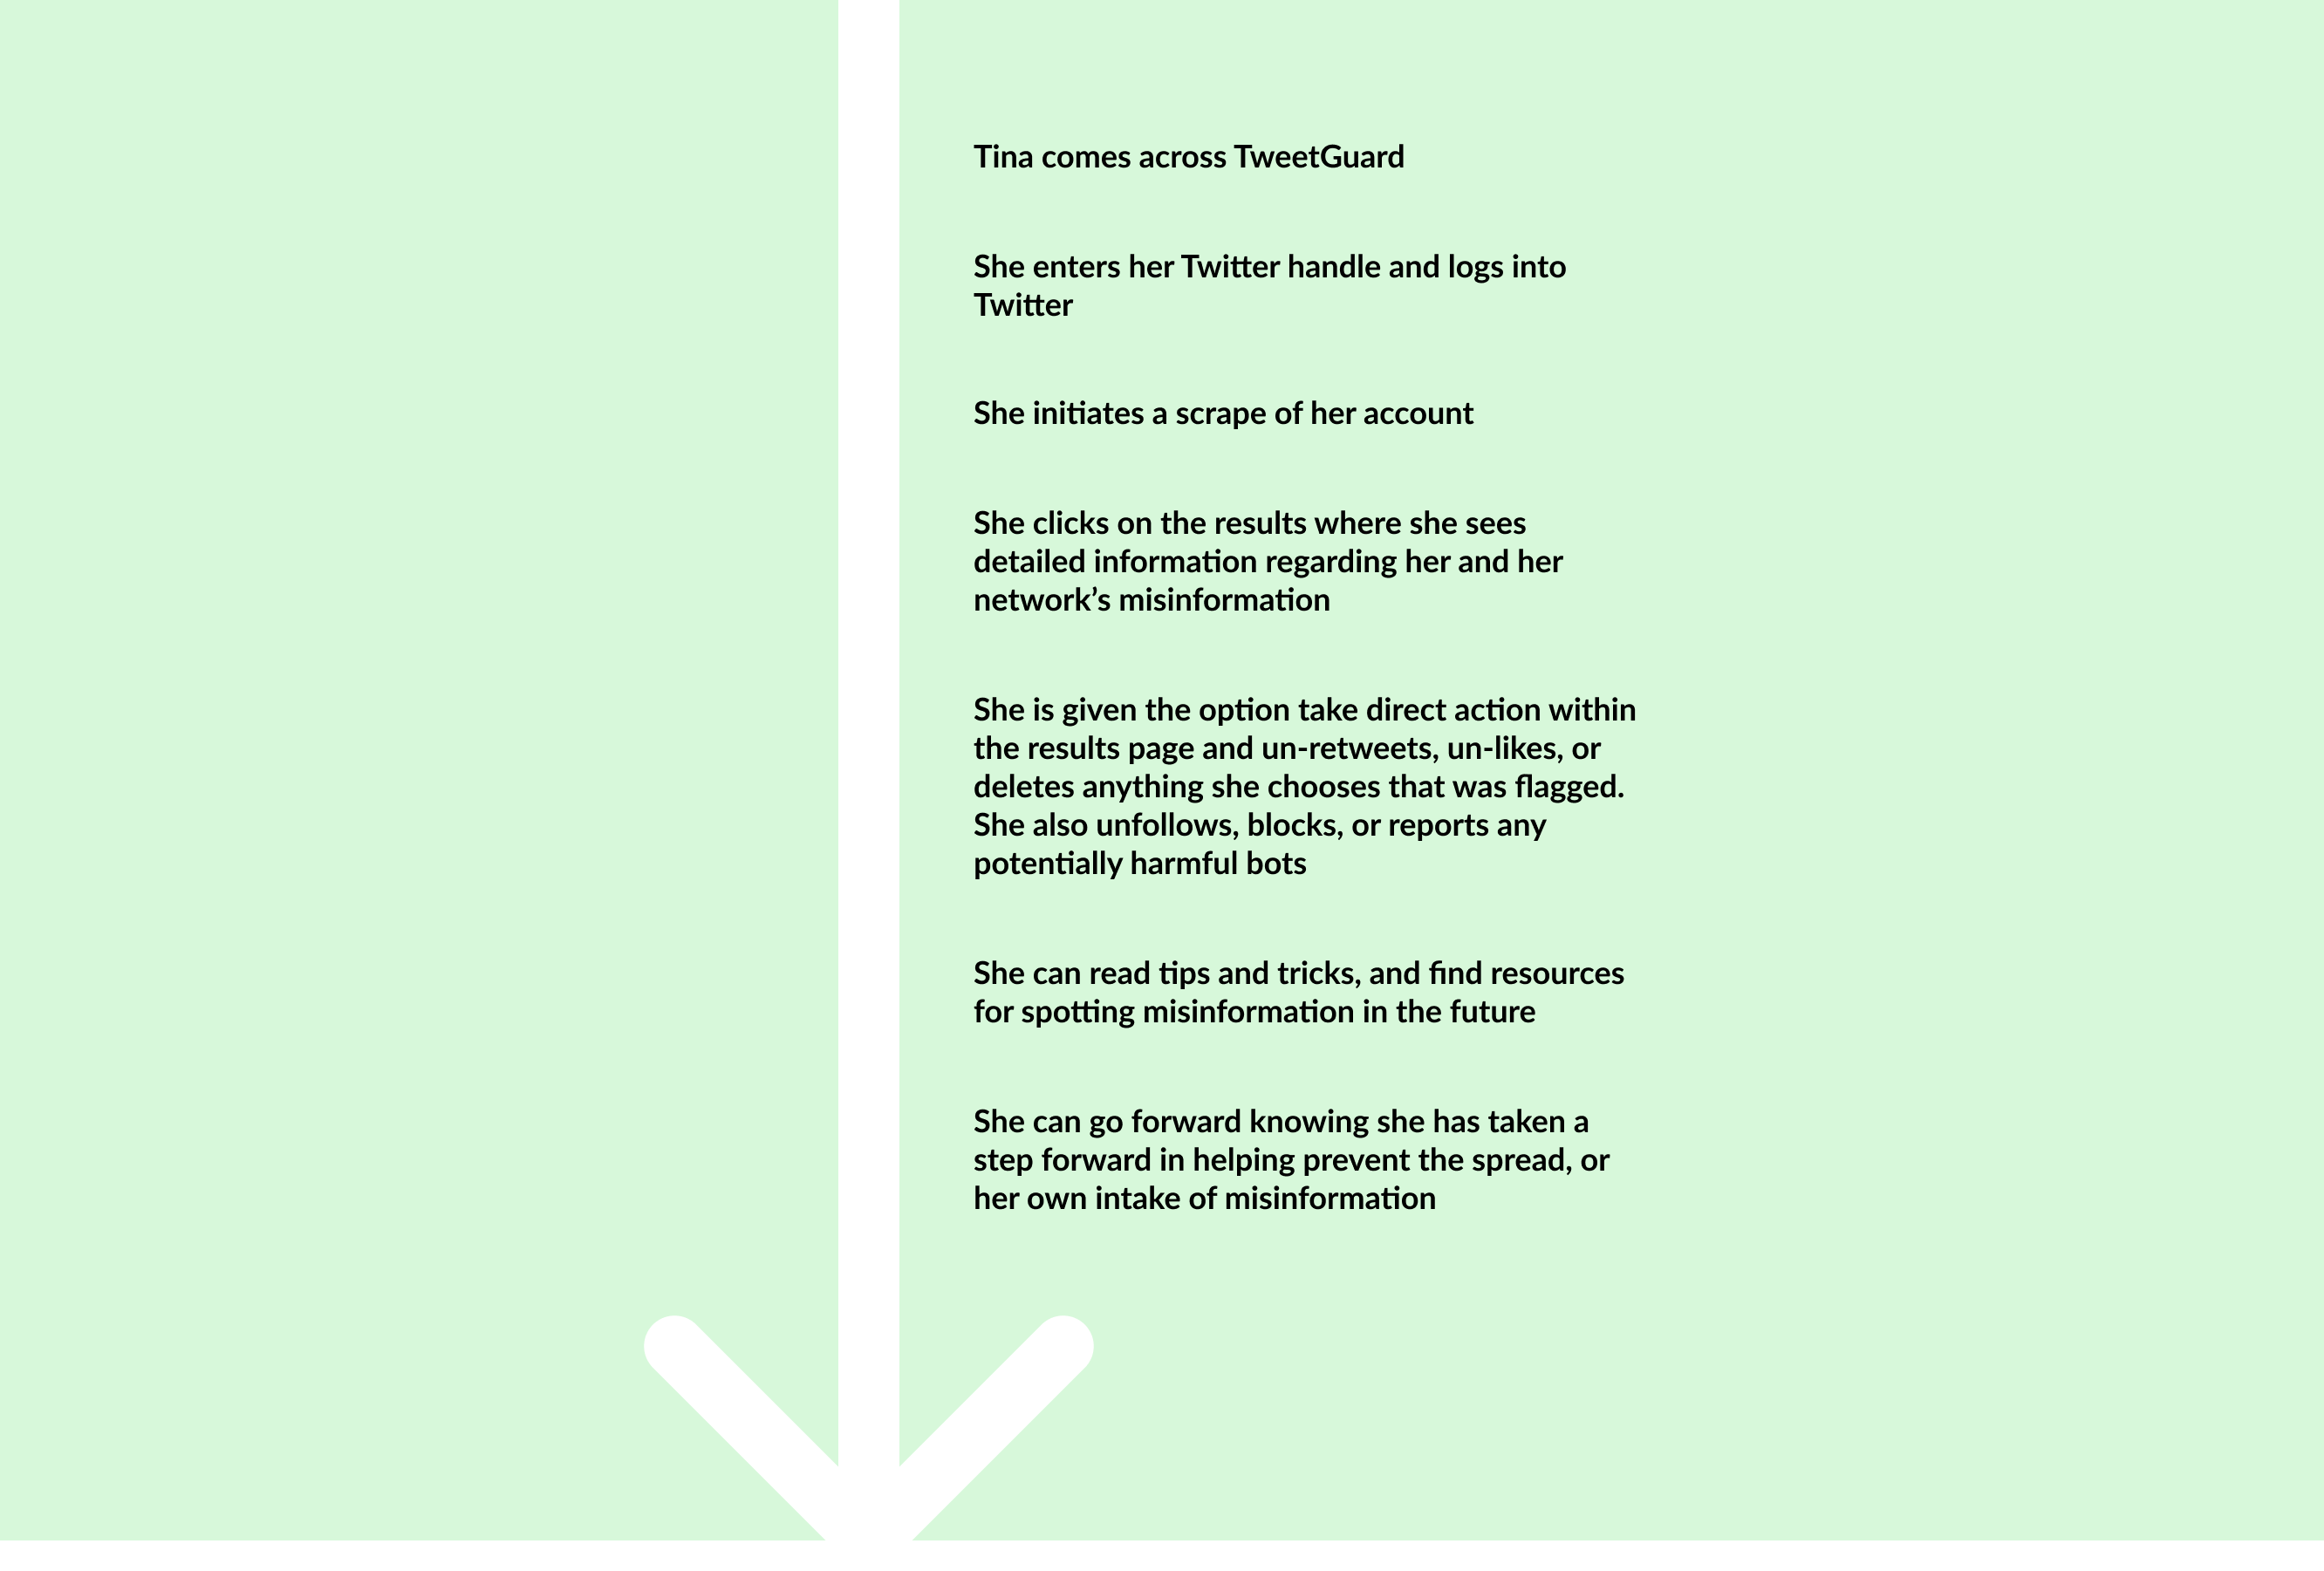 Tina comes across TweetGuard
She enters her Twitter handle and logs into
Twitter
She initiates a scrape of her account
She clicks on the results where she sees
detailed information regarding her and her
network’s misinformation
She is given the option take direct action within
the results page and un-retweets, un-likes, or
deletes anything she chooses that was flagged.
She also unfollows, blocks, or reports any
potentially harmful bots
She can read tips and tricks, and find resources
for spotting misinformation in the future
She can go forward knowing she has taken a
step forward in helping prevent the spread, or
her own intake of misinformation